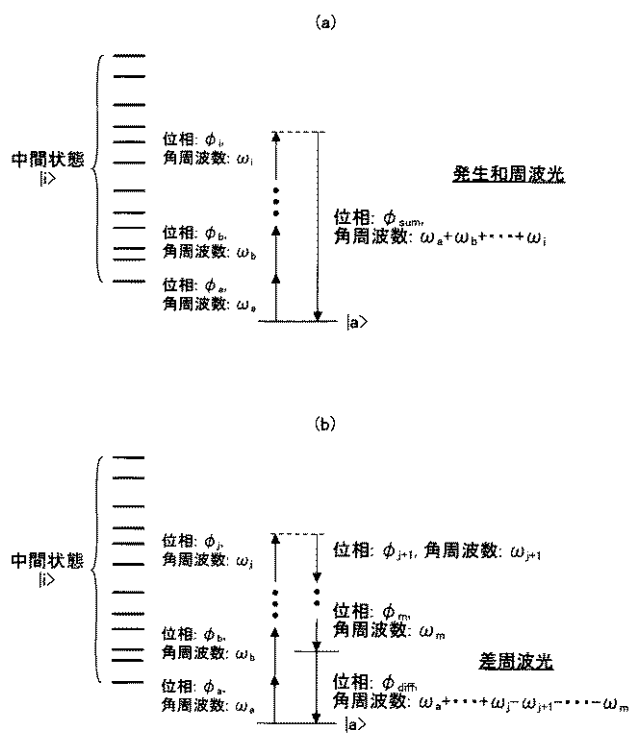 (a)
中間状態
|i>
位相: φi,
角周波数: ωi
位相: φb,
角周波数: ωb
位相: φa,
角周波数: ωa
発生和周波光
位相: φsum,
角周波数: ωa+ωb+····+ωi
|a>
(b)
中間状態
|i>
位相: φj,
角周波数: ωj
位相: φb,
角周波数: ωb
位相: φa,
角周波数: ωa
位相: φj+1, 角周波数: ωj+1
位相: φm,
角周波数: ωm
差周波光
位相: φdiff,
角周波数: ωa+····+ωj-ωj+1-····-ωm
|a>